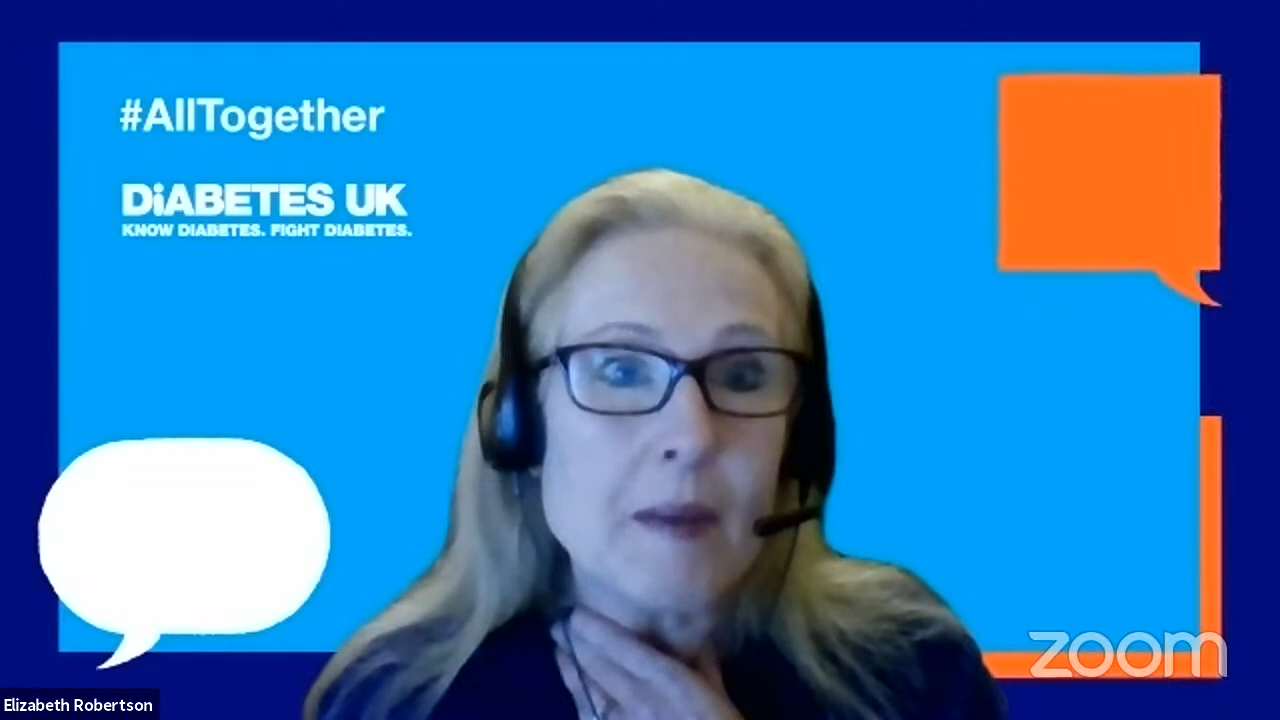 #AllTogether
DiABETES UK
KNOW DIABETES. FIGHT DIABETES.
zoom
Elizabeth Robertson